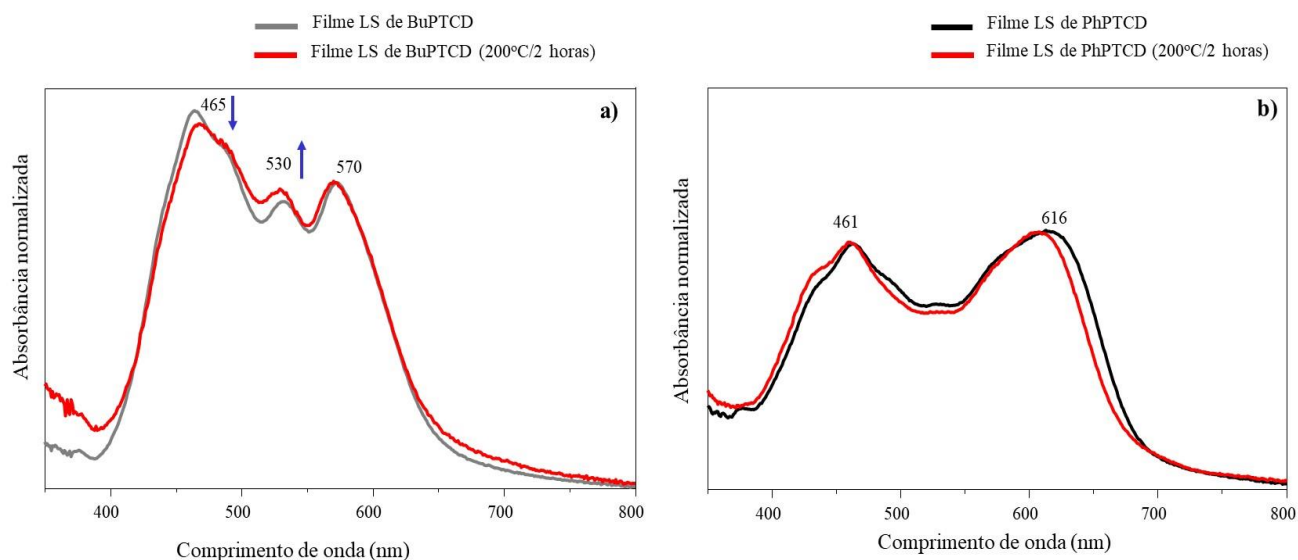 Filme LS de BuPTCD
Filme LS de BuPTCD (200ºC/2 horas)
a)
465
530
570
Absorbância normalizada
400
500
600
700
800
Comprimento de onda (nm)
Filme LS de PhPTCD
Filme LS de PhPTCD (200ºC/2 horas)
b)
461
616
Absorbância normalizada
400
500
600
700
800
Comprimento de onda (nm)